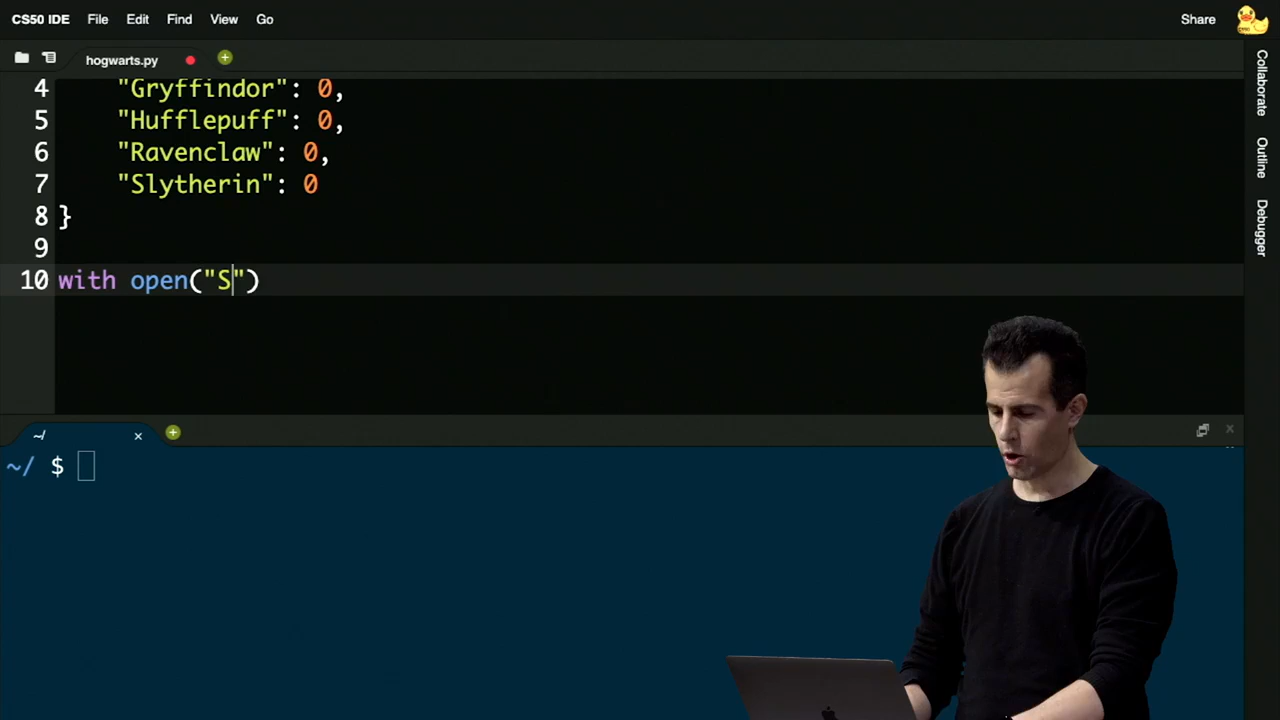 CS50 IDE File Edit Find View Go Share
hogwarts.py
4 "Gryffindor": 0,
5 "Hufflepuff": 0,
6 "Ravenclaw": 0,
7 "Slytherin": 0
8 }
9
10 with open("S")
~/
~/ $
Collaborate
Outline
Debugger